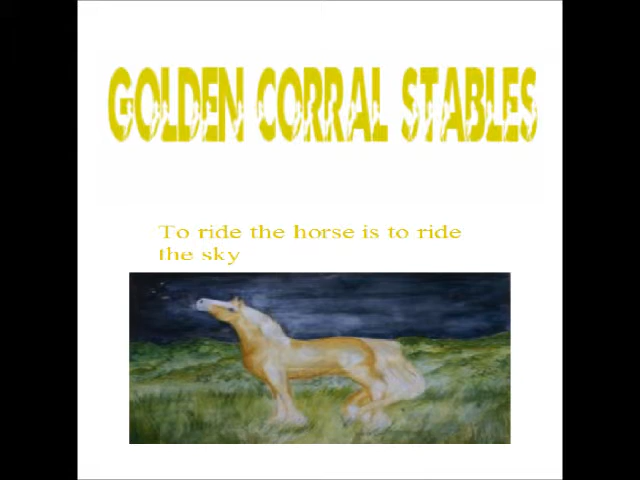 GOLDEN CORRAL STABLES
To ride the horse is to ride
the sky